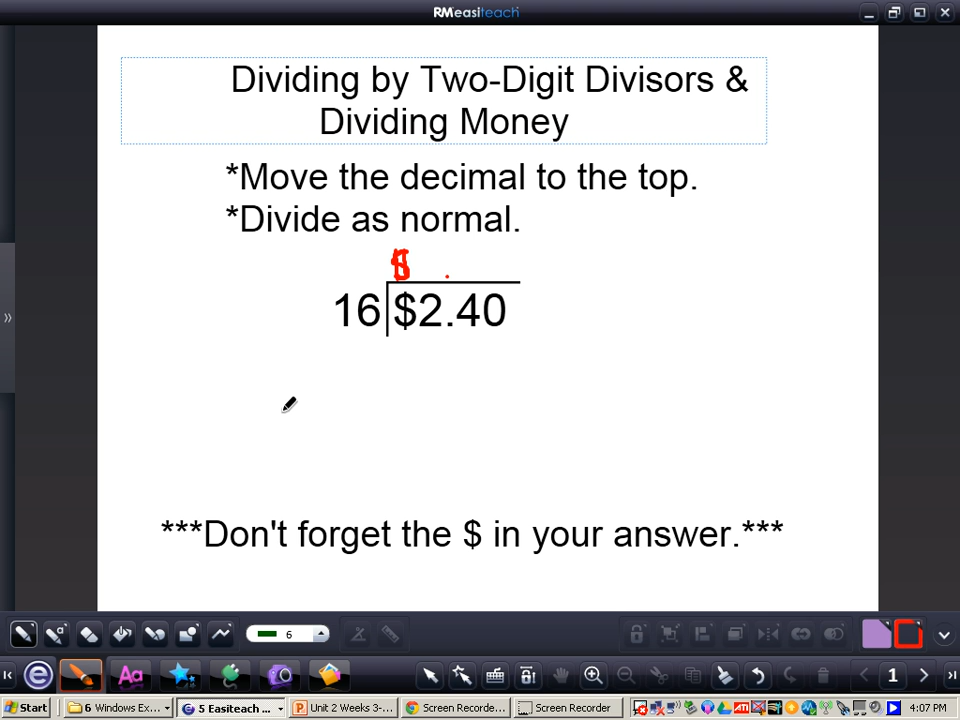 RMeasiteach
Dividing by Two-Digit Divisors &
Dividing Money
*Move the decimal to the top.
*Divide as normal.
$ .
16 $2.40
***Don't forget the $ in your answer.***
6
Aa
1
Start
6 Windows Ex...
5 Easiteach ...
Unit 2 Weeks 3-...
Screen Recorde...
Screen Recorder
4:07 PM